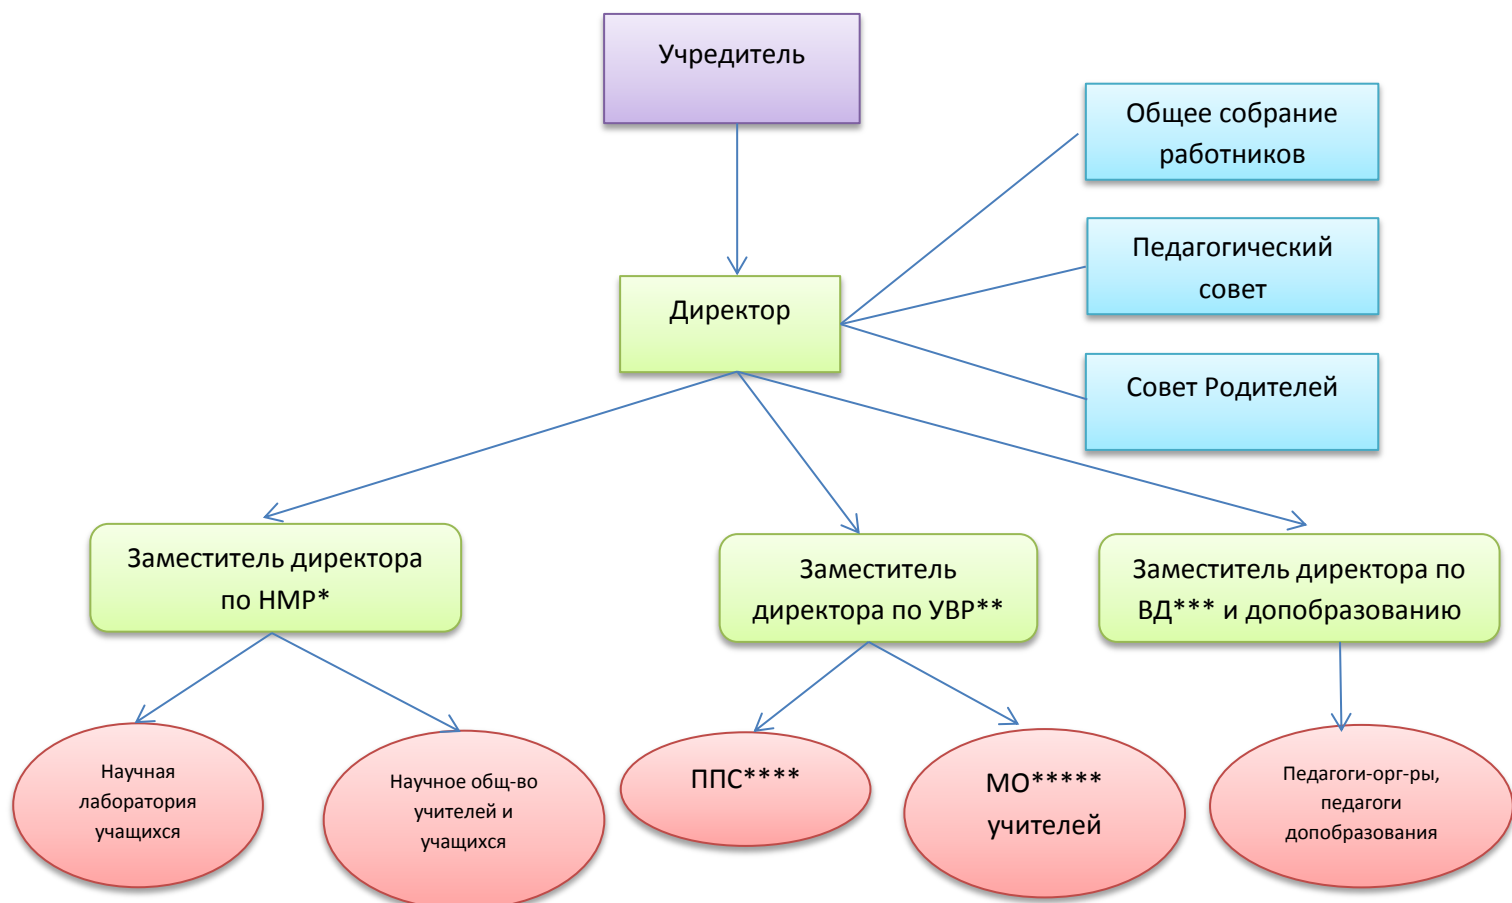 Учредитель
Общее собрание
работников
Педагогический
совет
Директор
Совет Родителей
Заместитель директора
по НМР*
Заместитель
директора по УВР**
Заместитель директора по
ВД*** и допобразованию
Научная
лаборатория
учащихся
Научное общ-во
учителей и
учащихся
ППС****
МО*****
учителей
Педагоги-орг-ры,
педагоги
допобразования